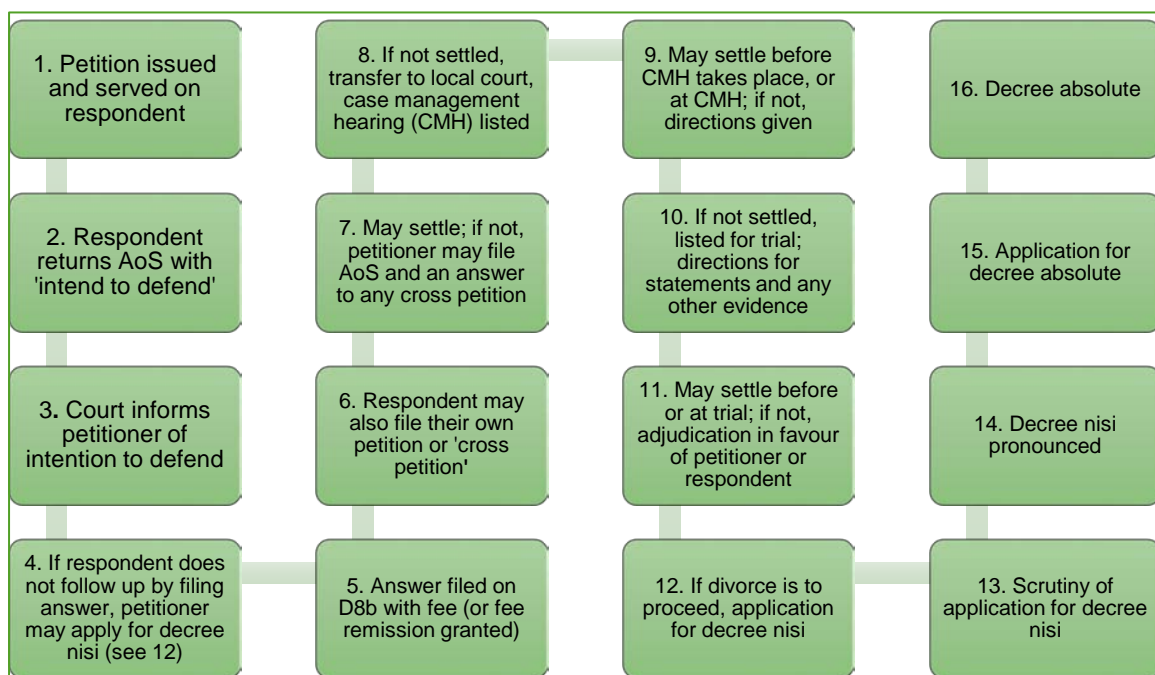 1. Petition issued
and served on
respondent
2. Respondent
returns AoS with
'intend to defend'
3. Court informs
petitioner of
intention to defend
4. If respondent does
not follow up by filing
answer, petitioner
may apply for decree
nisi (see 12)
5. Answer filed on
D8b with fee (or fee
remission granted)
6. Respondent may
also file their own
petition or 'cross
petition'
7. May settle; if not,
petitioner may file
AoS and an answer
to any cross petition
8. If not settled,
transfer to local court,
case management
hearing (CMH) listed
9. May settle before
CMH takes place, or
at CMH; if not,
directions given
10. If not settled,
listed for trial;
directions for
statements and any
other evidence
11. May settle before
or at trial; if not,
adjudication in favour
of petitioner or
respondent
12. If divorce is to
proceed, application
for decree nisi
13. Scrutiny of
application for decree
nisi
14. Decree nisi
pronounced
15. Application for
decree absolute
16. Decree absolute